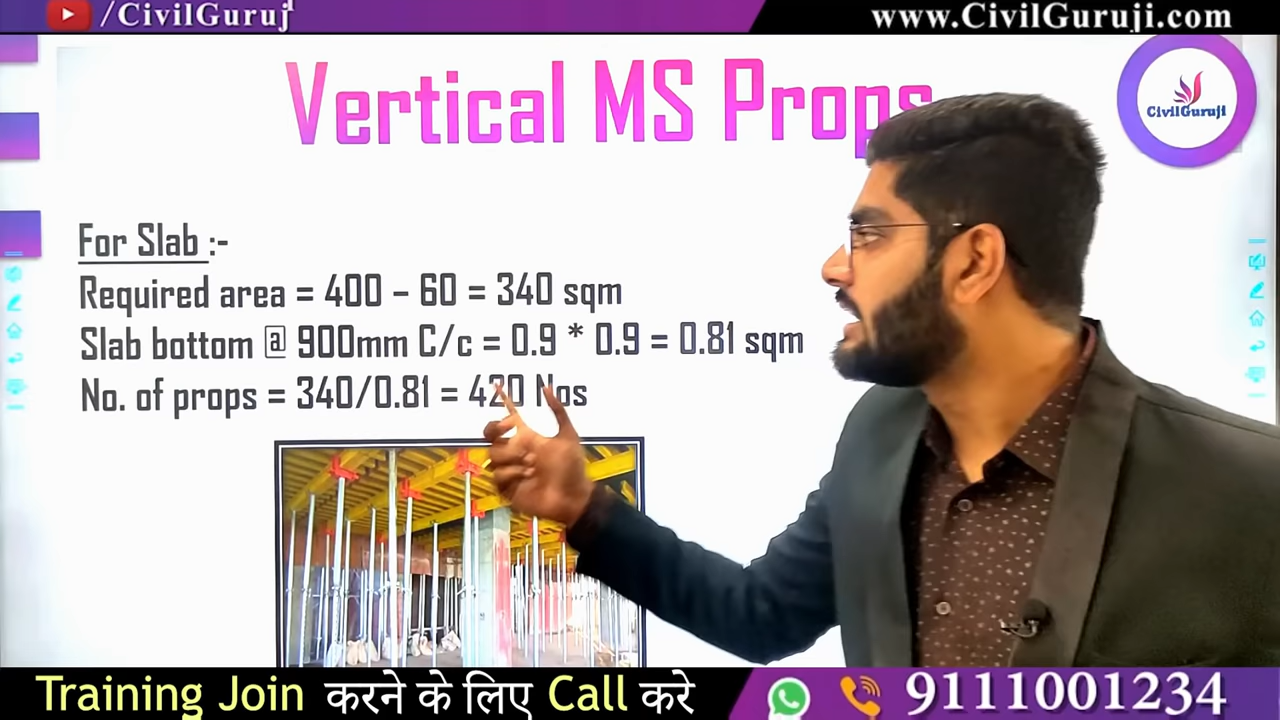 /CivilGuruj
www.CivilGuruji.com
Vertical MS Props
CivilGuruji
For Slab :-
Required area = 400 – 60 = 340 sqm
Slab bottom @ 900mm C/c = 0.9 * 0.9 = 0.81 sqm
No. of props = 340/0.81 = 420 Nos
Training Join करने के लिए Call करे
9111001234